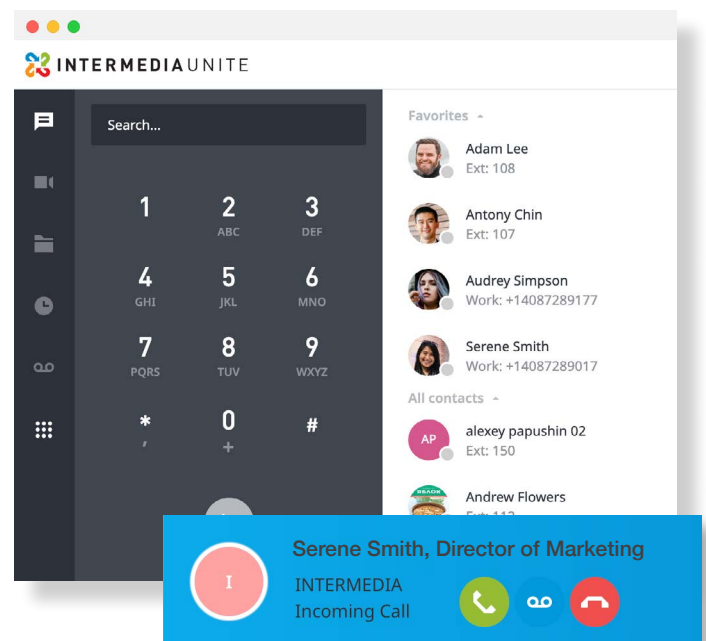 INTERMEDIA UNITE
Search...
1
2
3
ABC
DEF
4
5
6
GHI
JKL
MNO
7
8
9
PQRS
TUV
WXYZ
*
0
#
,
+
Favorites
Adam Lee
Ext: 108
Antony Chin
Ext: 107
Audrey Simpson
Work: +14087289177
Serene Smith
Work: +14087289017
All contacts
AP
alexey papushin 02
Ext: 150
Andrew Flowers
Serene Smith, Director of Marketing
I
INTERMEDIA
Incoming Call